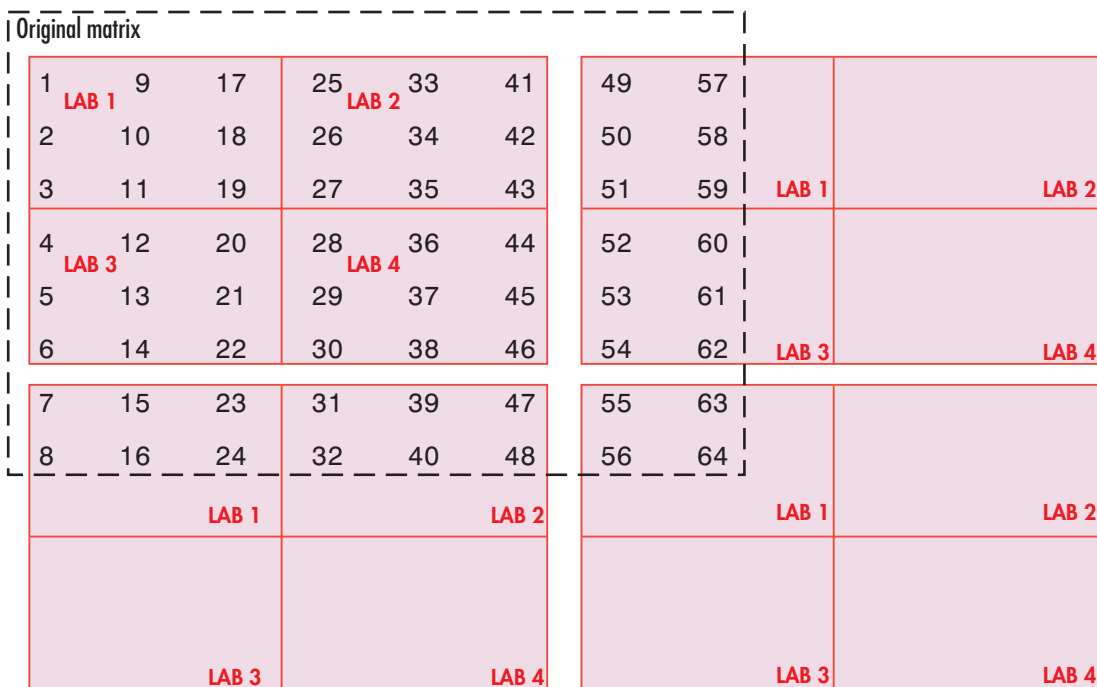 Original matrix
1 9 17 25 33 41 49 57
LAB 1 LAB 2
2 10 18 26 34 42 50 58
3 11 19 27 35 43 51 59 LAB 1 LAB 2
4 12 20 28 36 44 52 60
LAB 3 LAB 4
5 13 21 29 37 45 53 61
6 14 22 30 38 46 54 62 LAB 3 LAB 4
7 15 23 31 39 47 55 63
8 16 24 32 40 48 56 64
LAB 1 LAB 2 LAB 1 LAB 2
LAB 3 LAB 4 LAB 3 LAB 4